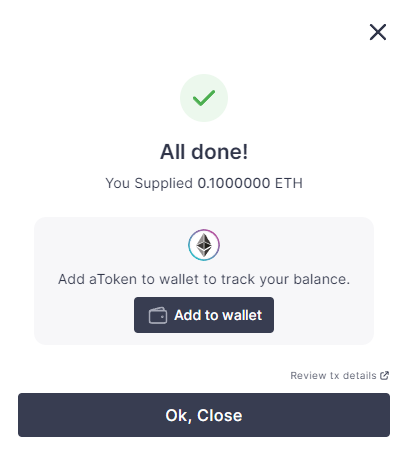 All done!
You Supplied 0.1000000 ETH
Add aToken to wallet to track your balance.
Add to wallet
Review tx details
Ok, Close